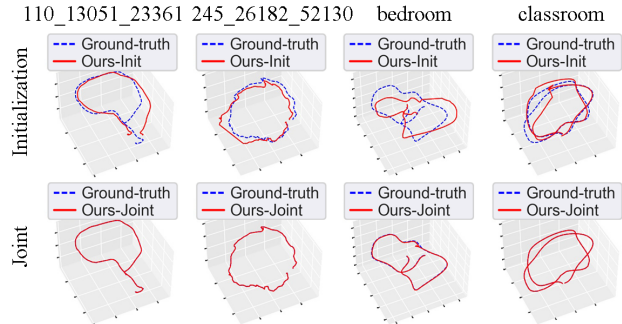 110_13051_23361 245_26182_52130 bedroom classroom
Initialization
Ground-truth Ground-truth Ground-truth Ground-truth
Ours-Init Ours-Init Ours-Init Ours-Init
Joint
Ground-truth Ground-truth Ground-truth Ground-truth
Ours-Joint Ours-Joint Ours-Joint Ours-Joint